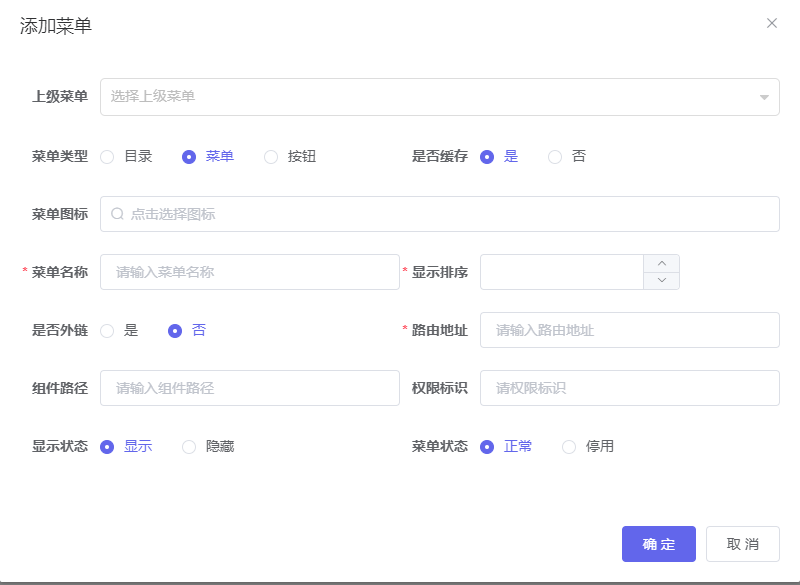 添加菜单
上级菜单 选择上级菜单
菜单类型 目录 菜单 按钮 是否缓存 是 否
菜单图标 点击选择图标
* 菜单名称 请输入菜单名称 * 显示排序
是否外链 是 否 * 路由地址 请输入路由地址
组件路径 请输入组件路径 权限标识 请权限标识
显示状态 显示 隐藏 菜单状态 正常 停用
确 定 取 消